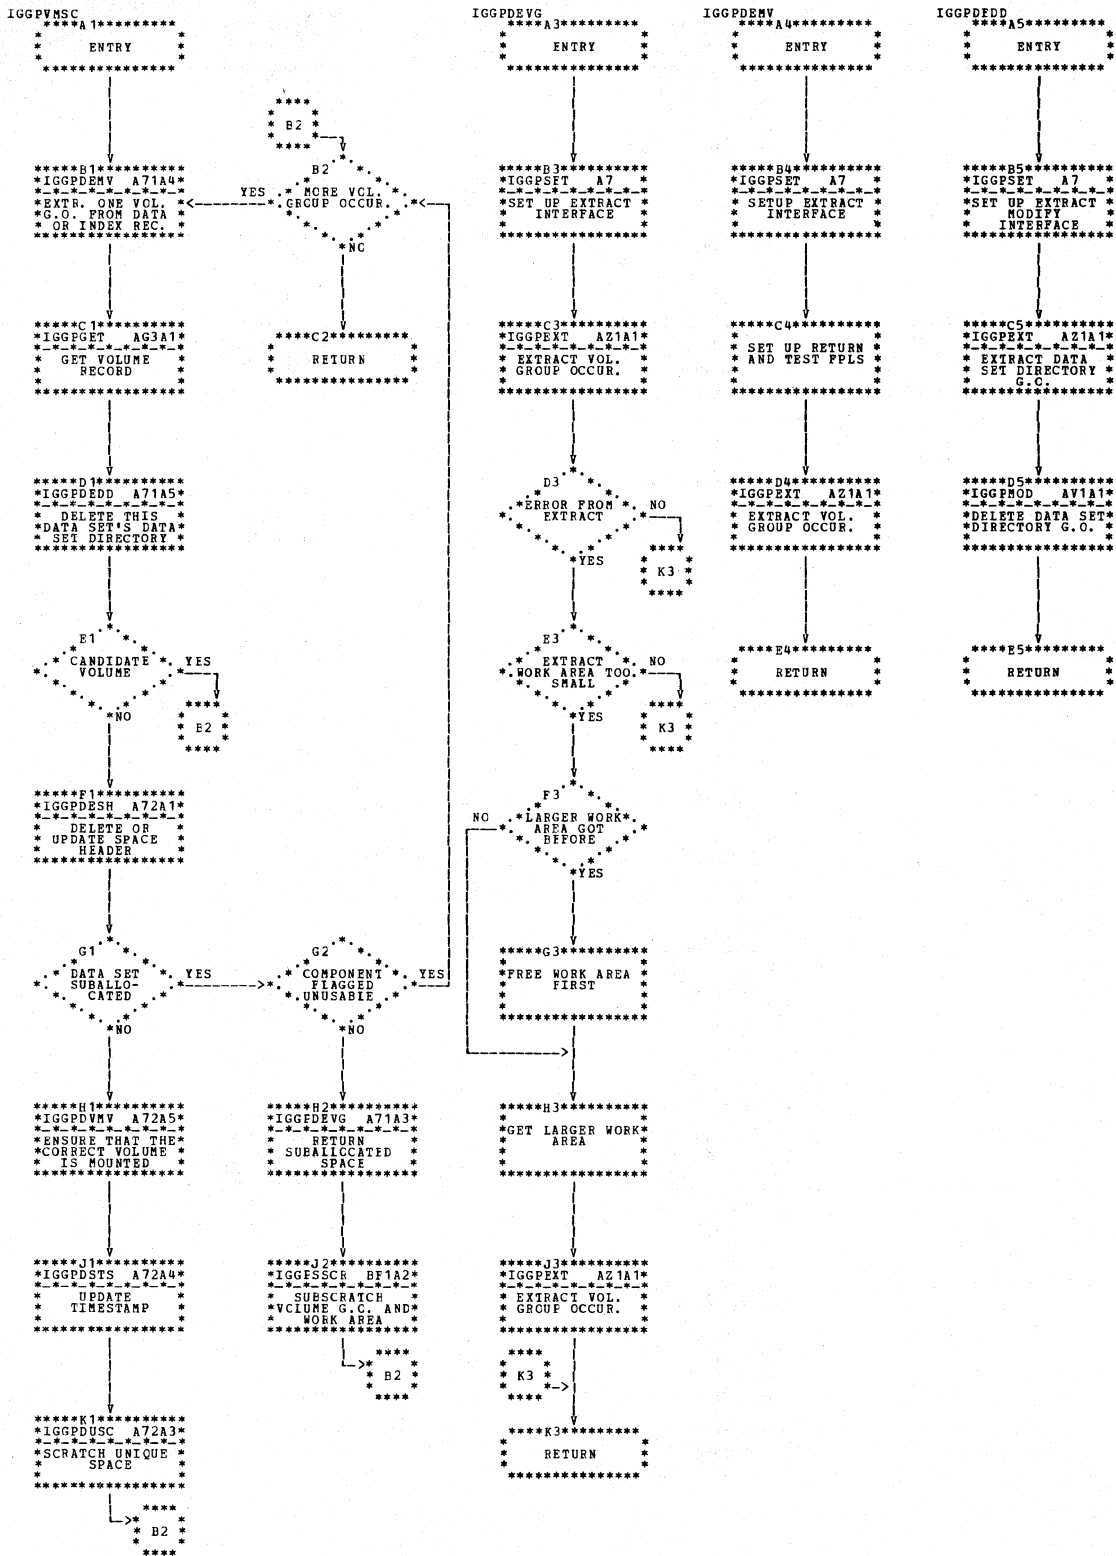 IGGPVMSC
A1
ENTRY
B1
IGGPDEMV A71A4
EXTR. ONE VOL.
G.O. FROM DATA
OR INDEX REC.
C1
IGGPGET AG3A1
GET VOLUME
RECORD
D1
IGGPDEDD A71A5
DELETE THIS
DATA SET'S DATA
SET DIRECTORY
E1
CANDIDATE
VOLUME
YES
B2
NO
F1
IGGPDESH A72A1
DELETE OR
UPDATE SPACE
HEADER
G1
DATA SET
SUBALLO-
CATED
YES
NO
H1
IGGPDVMV A72A5
ENSURE THAT THE
CORRECT VOLUME
IS MOUNTED
J1
IGGPDSTS A72A4
UPDATE
TIMESTAMP
K1
IGGPDUSC A72A3
SCRATCH UNIQUE
SPACE
B2
B2
B2
MORE VOL.
GROUP OCCUR.
YES
NO
C2
RETURN
G2
COMPONENT
FLAGGED
UNUSABLE
YES
NO
H2
IGGPDEVG A71A3
RETURN
SUBALLOCATED
SPACE
J2
IGGPSSCR BF1A2
SUBSCRATCH
VOLUME G.O. AND
WORK AREA
B2
IGGPDEVG
A3
ENTRY
B3
IGGPSET A7
SET UP EXTRACT
INTERFACE
C3
IGGPEXT AZ1A1
EXTRACT VOL.
GROUP OCCUR.
D3
ERROR FROM
EXTRACT
NO
K3
YES
E3
EXTRACT
WORK AREA TOO
SMALL
NO
K3
YES
F3
LARGER WORK
AREA GOT
BEFORE
NO
YES
G3
FREE WORK AREA
FIRST
H3
GET LARGER WORK
AREA
J3
IGGPEXT AZ1A1
EXTRACT VOL.
GROUP OCCUR.
K3
K3
RETURN
IGGPDEMV
A4
ENTRY
B4
IGGPSET A7
SETUP EXTRACT
INTERFACE
C4
SET UP RETURN
AND TEST FPLS
D4
IGGPEXT AZ1A1
EXTRACT VOL.
GROUP OCCUR.
E4
RETURN
IGGPDEDD
A5
ENTRY
B5
IGGPSET A7
SET UP EXTRACT
MODIFY
INTERFACE
C5
IGGPEXT AZ1A1
EXTRACT DATA
SET DIRECTORY
G.O.
D5
IGGPMOD AV1A1
DELETE DATA SET
DIRECTORY G.O.
E5
RETURN